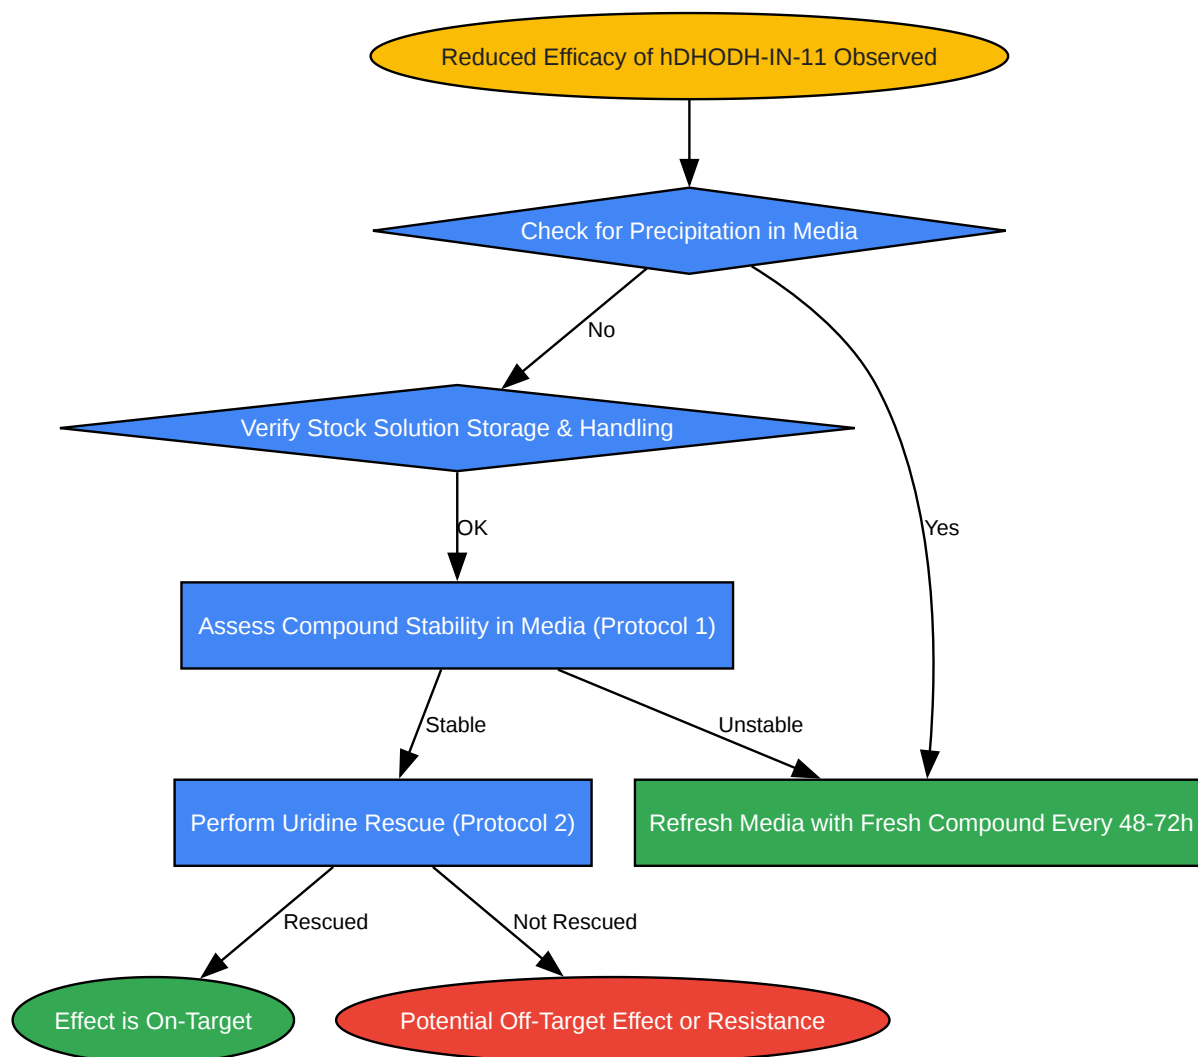 Reduced Efficacy of hDHODH-IN-11 Observed
Check for Precipitation in Media
No
Verify Stock Solution Storage & Handling
OK
Yes
Assess Compound Stability in Media (Protocol 1)
Stable
Unstable
Perform Uridine Rescue (Protocol 2)
Refresh Media with Fresh Compound Every 48-72h
Rescued
Not Rescued
Effect is On-Target
Potential Off-Target Effect or Resistance